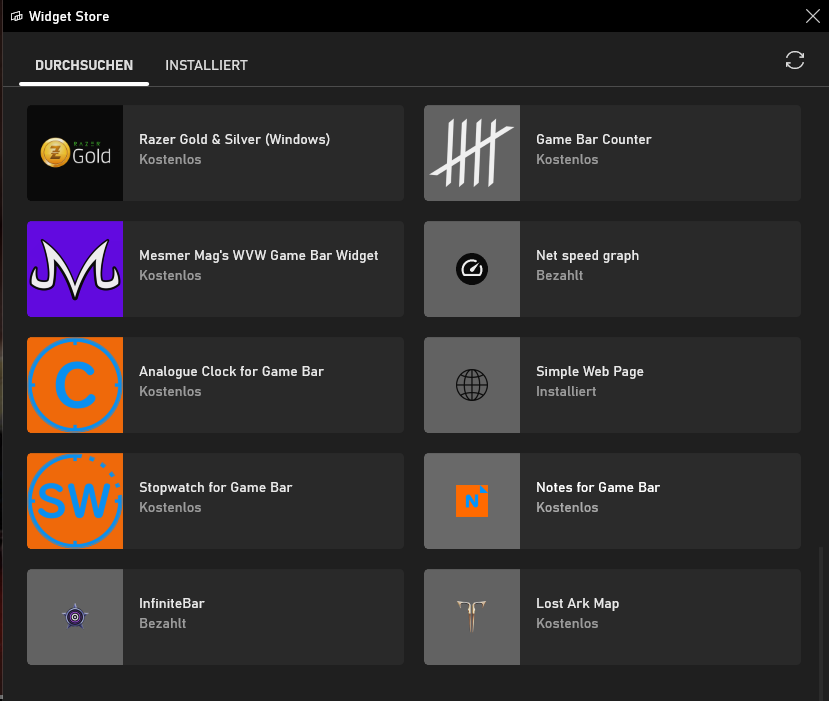 Widget Store
DURCHSUCHEN INSTALLIERT
RAZER
Gold
Razer Gold & Silver (Windows)
Kostenlos
Game Bar Counter
Kostenlos
Mesmer Mag's WVW Game Bar Widget
Kostenlos
Net speed graph
Bezahlt
C
Analogue Clock for Game Bar
Kostenlos
Simple Web Page
Installiert
SW
Stopwatch for Game Bar
Kostenlos
N
Notes for Game Bar
Kostenlos
InfiniteBar
Bezahlt
Lost Ark Map
Kostenlos